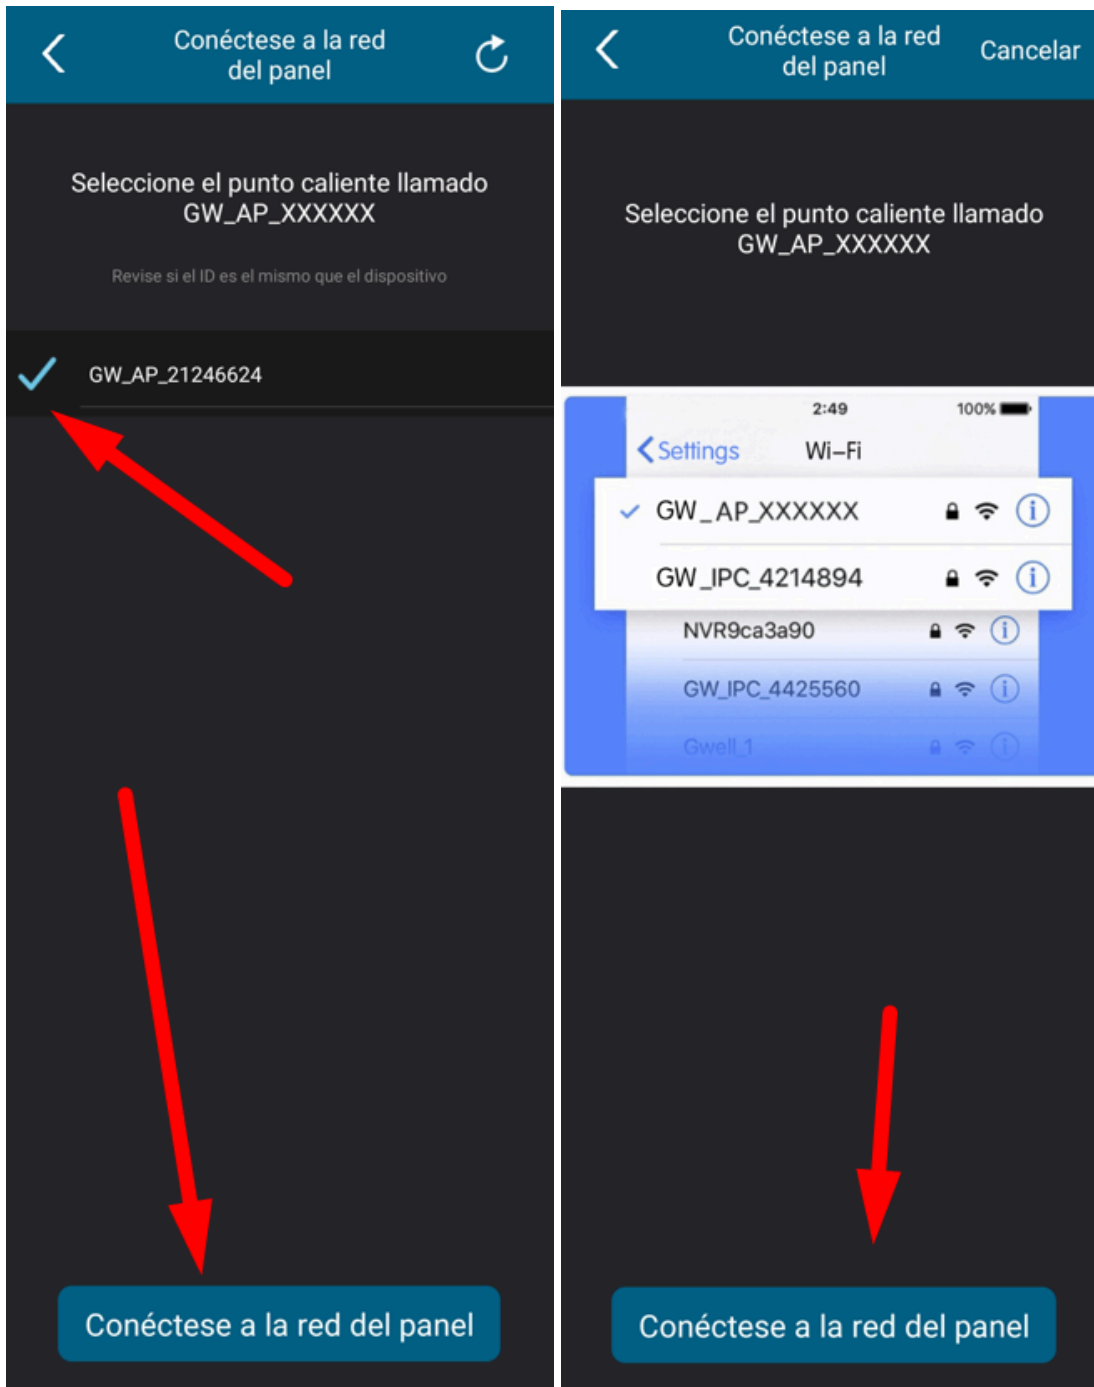 Conéctese a la red
del panel
Seleccione el punto caliente llamado
GW_AP_XXXXXX
Revise si el ID es el mismo que el dispositivo
GW_AP_21246624
Conéctese a la red del panel
Conéctese a la red
del panel
Cancelar
Seleccione el punto caliente llamado
GW_AP_XXXXXX
2:49 100%
Settings Wi-Fi
GW_AP_XXXXXX
GW_IPC_4214894
NVR9ca3a90
GW_IPC_4425560
Gwell_1
Conéctese a la red del panel